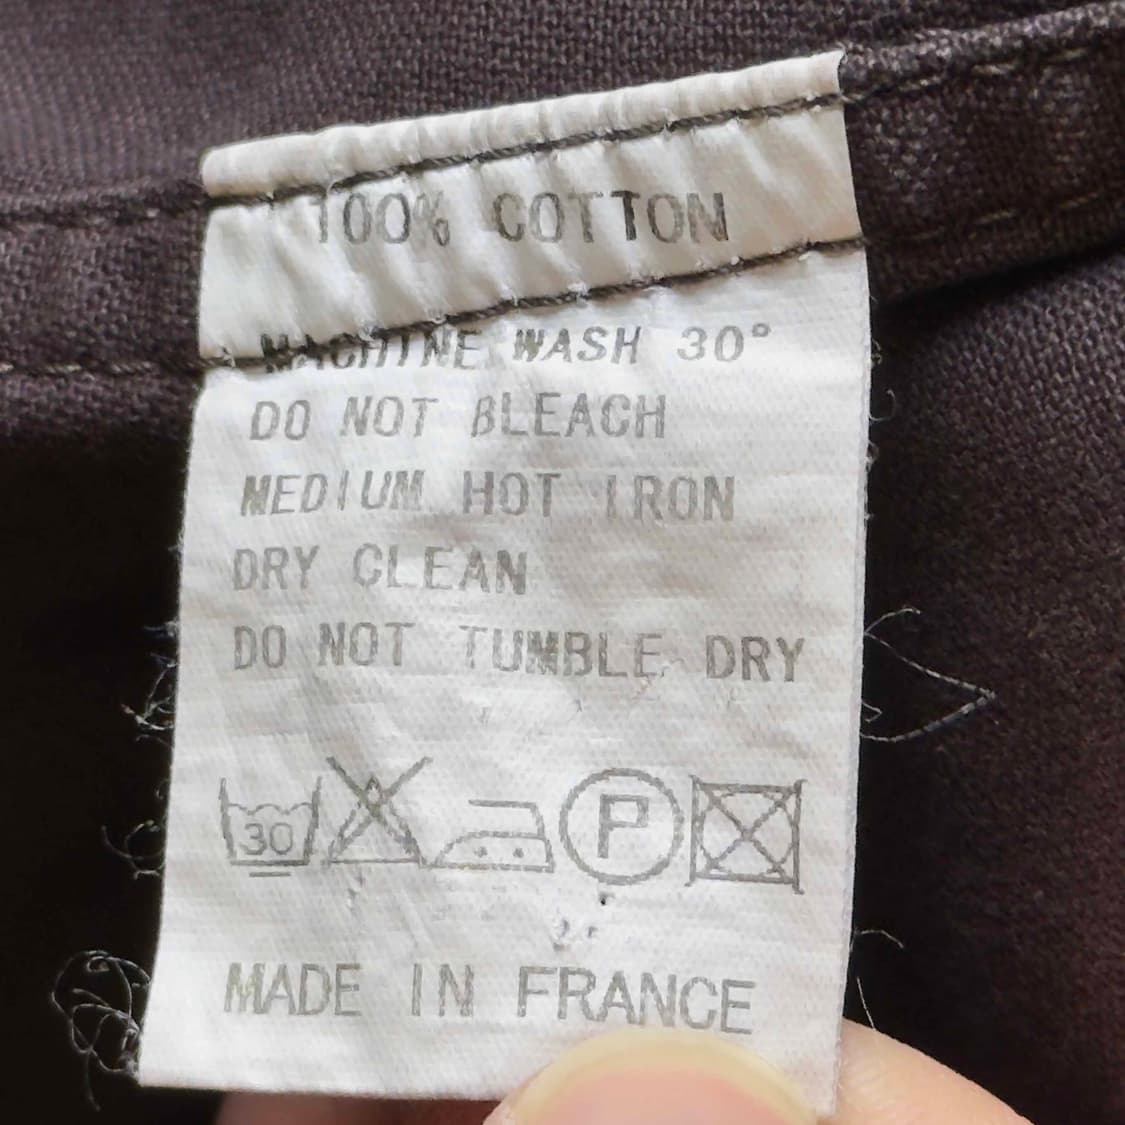 100% COTTON
MACHINE WASH 30°
DO NOT BLEACH
MEDIUM HOT IRON
DRY CLEAN
DO NOT TUMBLE DRY
30 P
MADE IN FRANCE